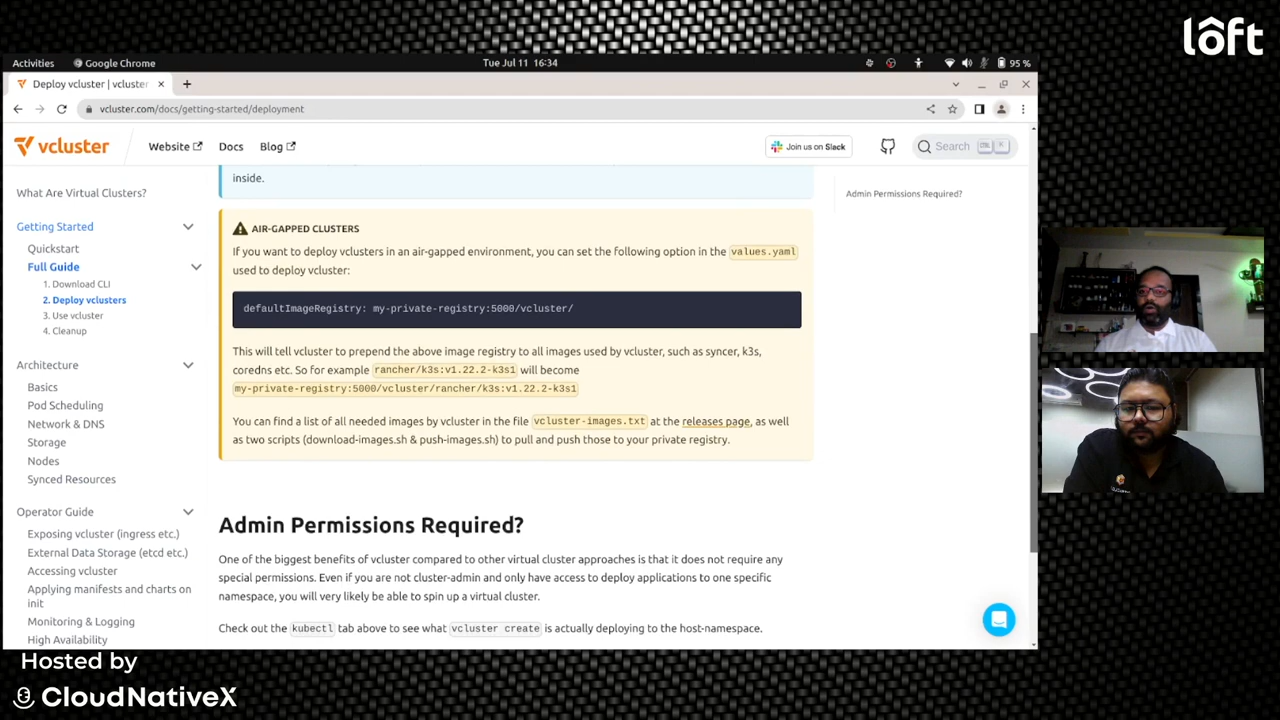 loft
Activities
Google Chrome
Tue Jul 11 16:34
95 %
Deploy vcluster | vcluster
vcluster.com/docs/getting-started/deployment
vcluster
Website
Docs
Blog
Join us on Slack
Search
What Are Virtual Clusters?
Getting Started
Quickstart
Full Guide
1. Download CLI
2. Deploy vclusters
3. Use vcluster
4. Cleanup
Architecture
Basics
Pod Scheduling
Network & DNS
Storage
Nodes
Synced Resources
Operator Guide
Exposing vcluster (ingress etc.)
External Data Storage (etcd etc.)
Accessing vcluster
Applying manifests and charts on
init
Monitoring & Logging
High Availability
inside.
AIR-GAPPED CLUSTERS
If you want to deploy vclusters in an air-gapped environment, you can set the following option in the values.yaml
used to deploy vcluster:
defaultImageRegistry: my-private-registry:5000/vcluster/
This will tell vcluster to prepend the above image registry to all images used by vcluster, such as syncer, k3s,
coredns etc. So for example rancher/k3s:v1.22.2-k3s1 will become
my-private-registry:5000/vcluster/rancher/k3s:v1.22.2-k3s1
You can find a list of all needed images by vcluster in the file vcluster-images.txt at the releases page, as well
as two scripts (download-images.sh & push-images.sh) to pull and push those to your private registry.
Admin Permissions Required?
One of the biggest benefits of vcluster compared to other virtual cluster approaches is that it does not require any
special permissions. Even if you are not cluster-admin and only have access to deploy applications to one specific
namespace, you will very likely be able to spin up a virtual cluster.
Check out the kubectl tab above to see what vcluster create is actually deploying to the host-namespace.
Admin Permissions Required?
Hosted by
CloudNativeX